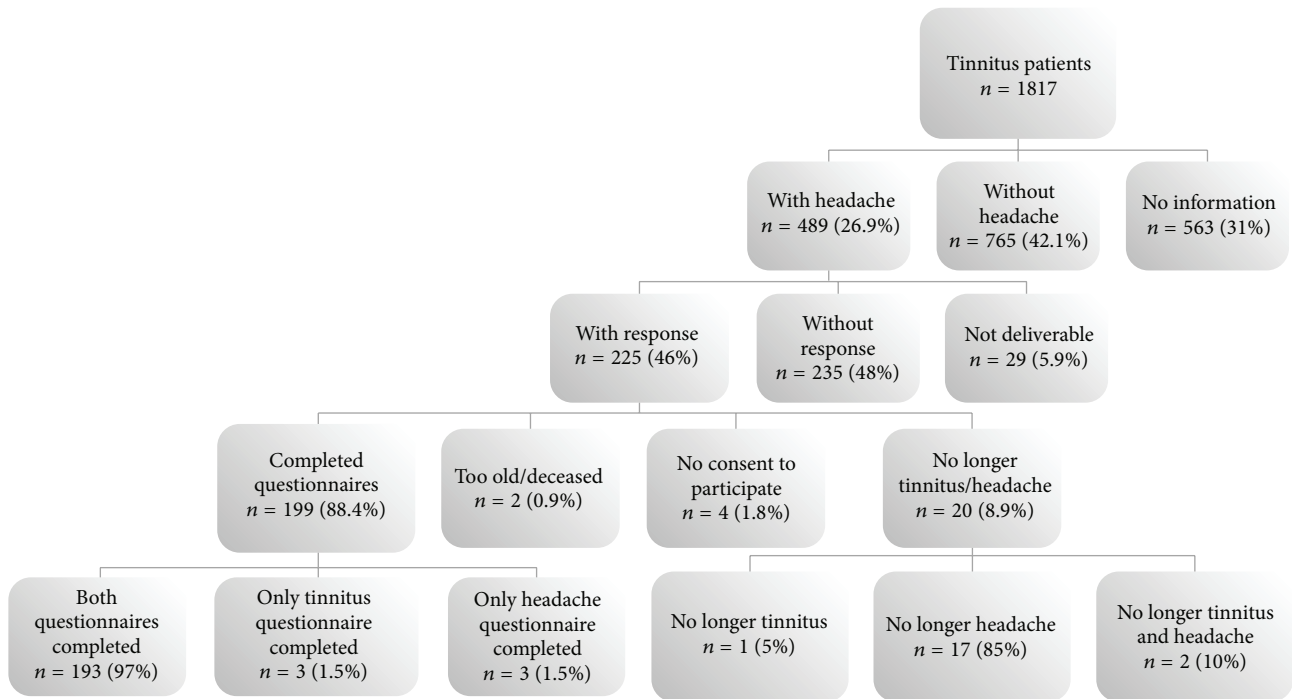 Tinnitus patients
n = 1817
With headache
n = 489 (26.9%)
Without
headache
n = 765 (42.1%)
No information
n = 563 (31%)
With response
n = 225 (46%)
Without
response
n = 235 (48%)
Not deliverable
n = 29 (5.9%)
Completed
questionnaires
n = 199 (88.4%)
Too old/deceased
n = 2 (0.9%)
No consent to
participate
n = 4 (1.8%)
No longer
tinnitus/headache
n = 20 (8.9%)
Both
questionnaires
completed
n = 193 (97%)
Only tinnitus
questionnaire
completed
n = 3 (1.5%)
Only headache
questionnaire
completed
n = 3 (1.5%)
No longer tinnitus
n = 1 (5%)
No longer headache
n = 17 (85%)
No longer tinnitus
and headache
n = 2 (10%)